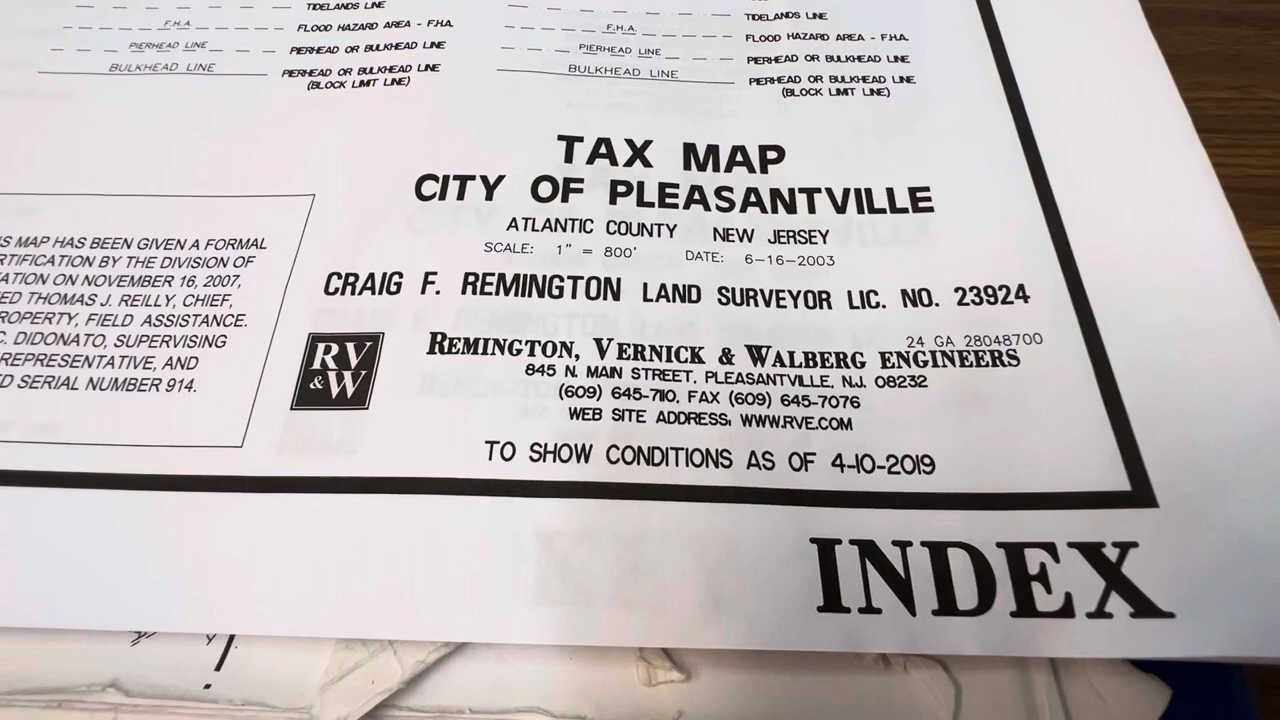 TIDELANDS LINE
F.H.A. FLOOD HAZARD AREA - F.H.A.
PIERHEAD LINE PIERHEAD OR BULKHEAD LINE
BULKHEAD LINE PIERHEAD OR BULKHEAD LINE
(BLOCK LIMIT LINE)
TIDELANDS LINE
F.H.A. FLOOD HAZARD AREA - F.H.A.
PIERHEAD LINE PIERHEAD OR BULKHEAD LINE
BULKHEAD LINE PIERHEAD OR BULKHEAD LINE
(BLOCK LIMIT LINE)
TAX MAP
CITY OF PLEASANTVILLE
ATLANTIC COUNTY NEW JERSEY
SCALE: 1" = 800' DATE: 6-16-2003
CRAIG F. REMINGTON LAND SURVEYOR LIC. NO. 23924
24 GA 28048700
RV
&W
REMINGTON, VERNICK & WALBERG ENGINEERS
845 N. MAIN STREET, PLEASANTVILLE, N.J. 08232
(609) 645-7110, FAX (609) 645-7076
WEB SITE ADDRESS: WWW.RVE.COM
TO SHOW CONDITIONS AS OF 4-10-2019
MAP HAS BEEN GIVEN A FORMAL
BY THE DIVISION OF
ON NOVEMBER 16, 2007,
THOMAS J. REILLY, CHIEF,
FIELD ASSISTANCE.
C. DIDONATO, SUPERVISING
REPRESENTATIVE, AND
SERIAL NUMBER 914.
INDEX